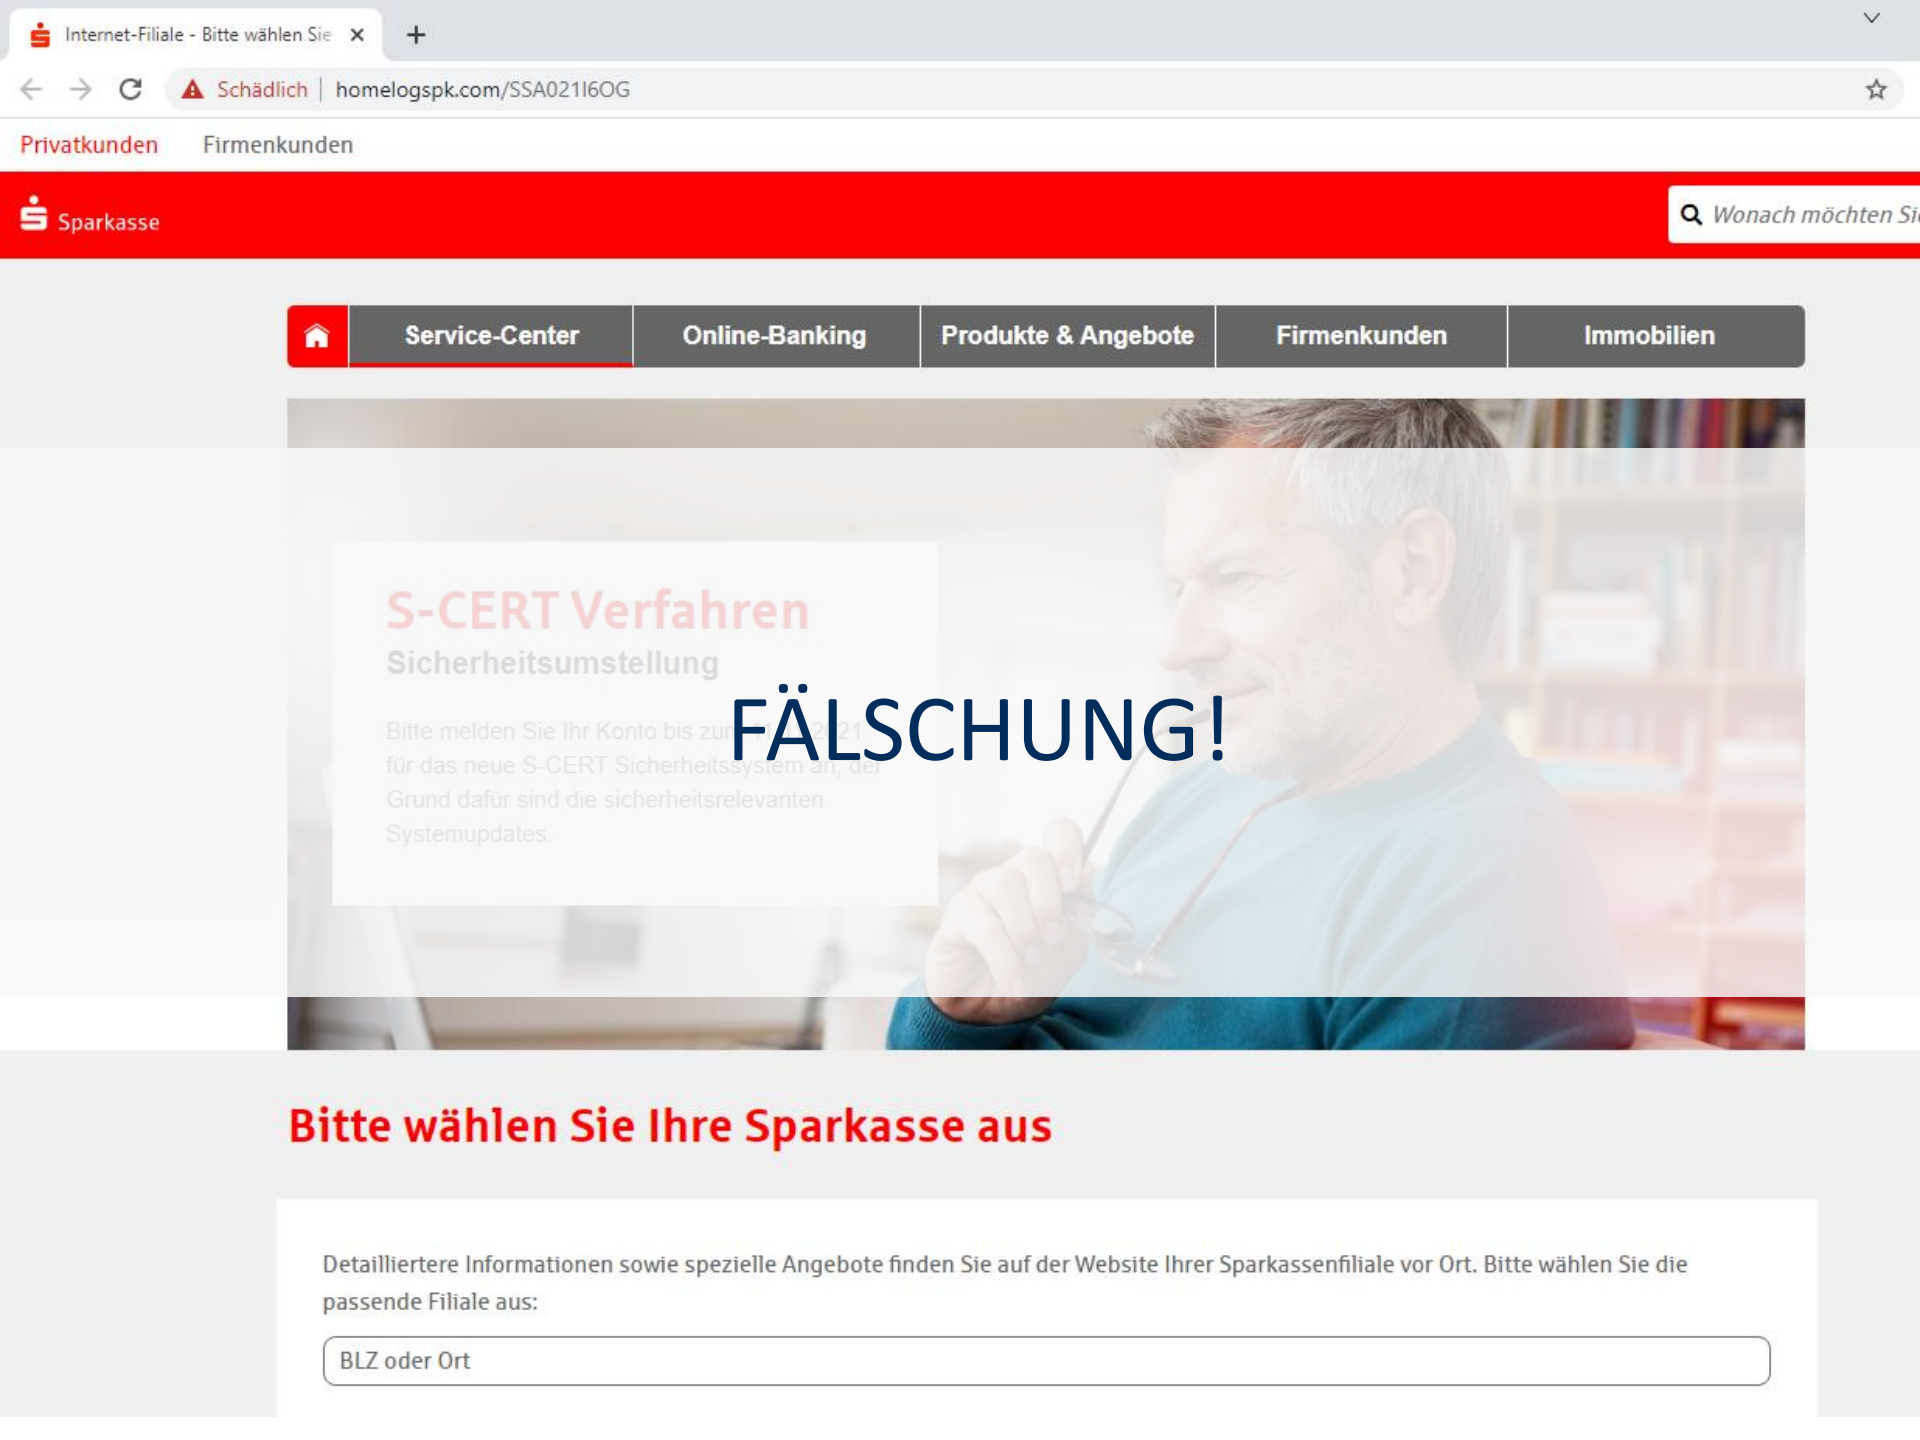 Internet-Filiale - Bitte wählen Sie
Schädlich | homelogspk.com/SSA021I6OG
Privatkunden Firmenkunden
Sparkasse
Wonach möchten Sie
Service-Center Online-Banking Produkte & Angebote Firmenkunden Immobilien
S-CERT Verfahren
Sicherheitsumstellung
FÄLSCHUNG!
Bitte melden Sie Ihr Konto bis zum
für das neue S-CERT Sicherheitssystem an, der
Grund dafür sind die sicherheitsrelevanten
Systemupdates.
Bitte wählen Sie Ihre Sparkasse aus
Detailliertere Informationen sowie spezielle Angebote finden Sie auf der Website Ihrer Sparkassenfiliale vor Ort. Bitte wählen Sie die
passende Filiale aus:
BLZ oder Ort